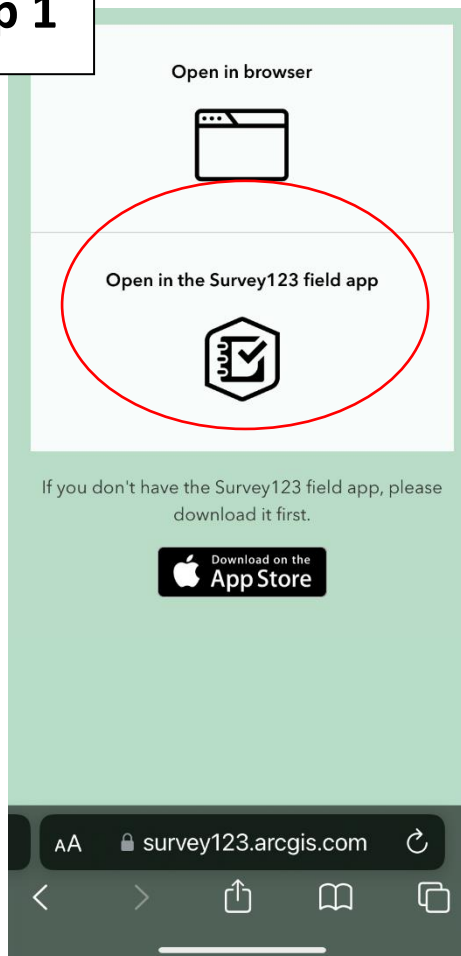 p 1
Open in browser
Open in the Survey123 field app
If you don't have the Survey123 field app, please
download it first.
Download on the
App Store
AA
survey123.arcgis.com